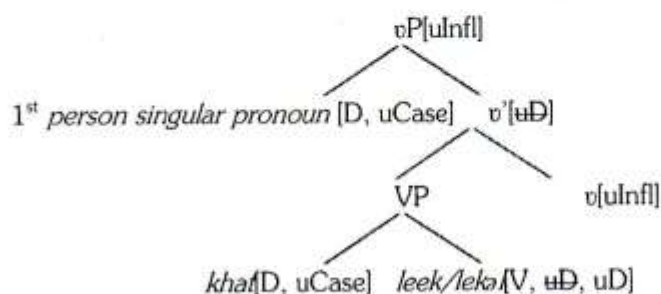 vP[uInfl]
1st person singular pronoun [D, uCase] v'[uD]
VP v[uInfl]
khat[D, uCase] leek/lekə[V, uD, uD]